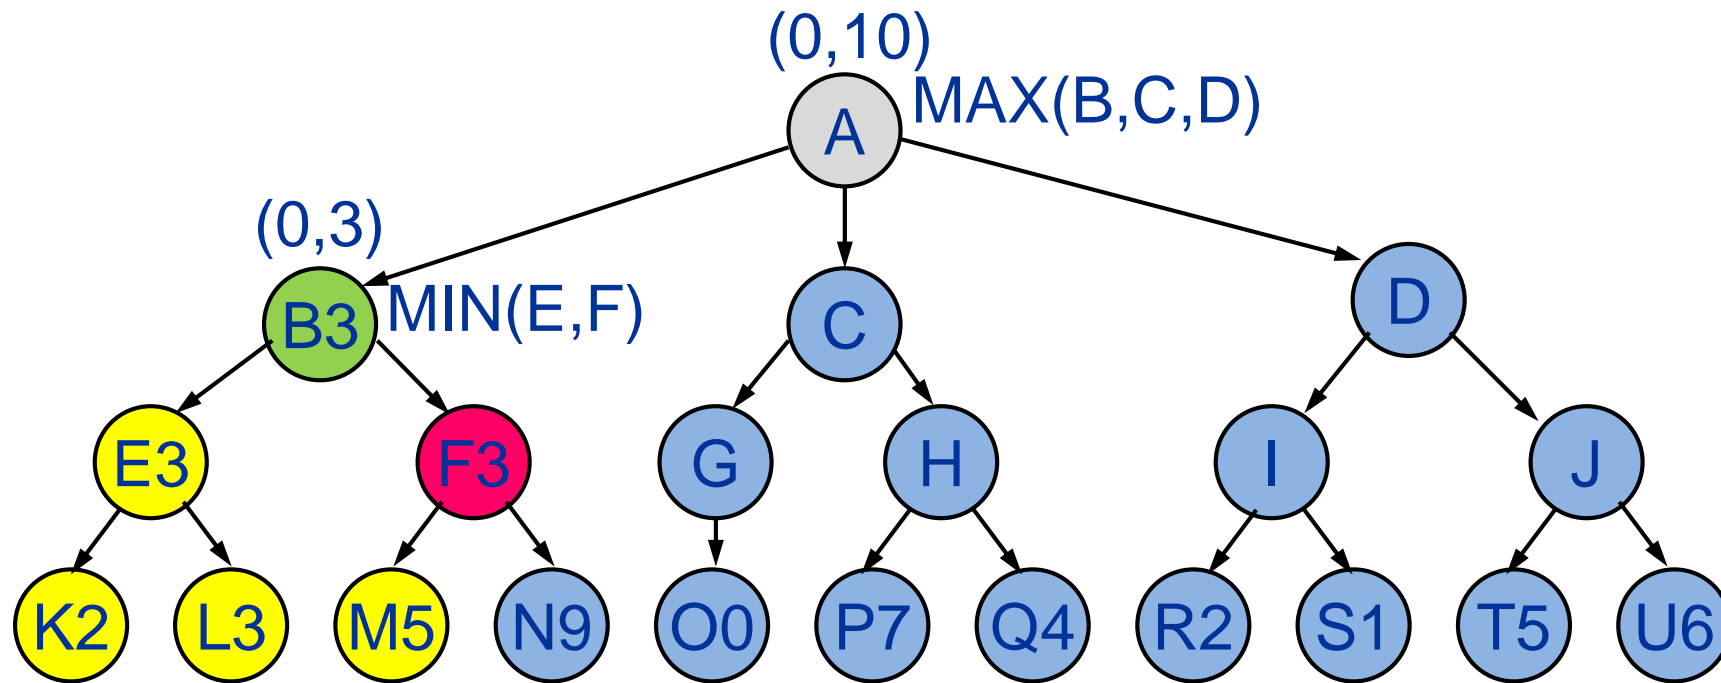 (0,10)
A MAX(B,C,D)
(0,3)
B3 MIN(E,F)
C
D
E3
F3
G
H
I
J
K2
L3
M5
N9
O0
P7
Q4
R2
S1
T5
U6